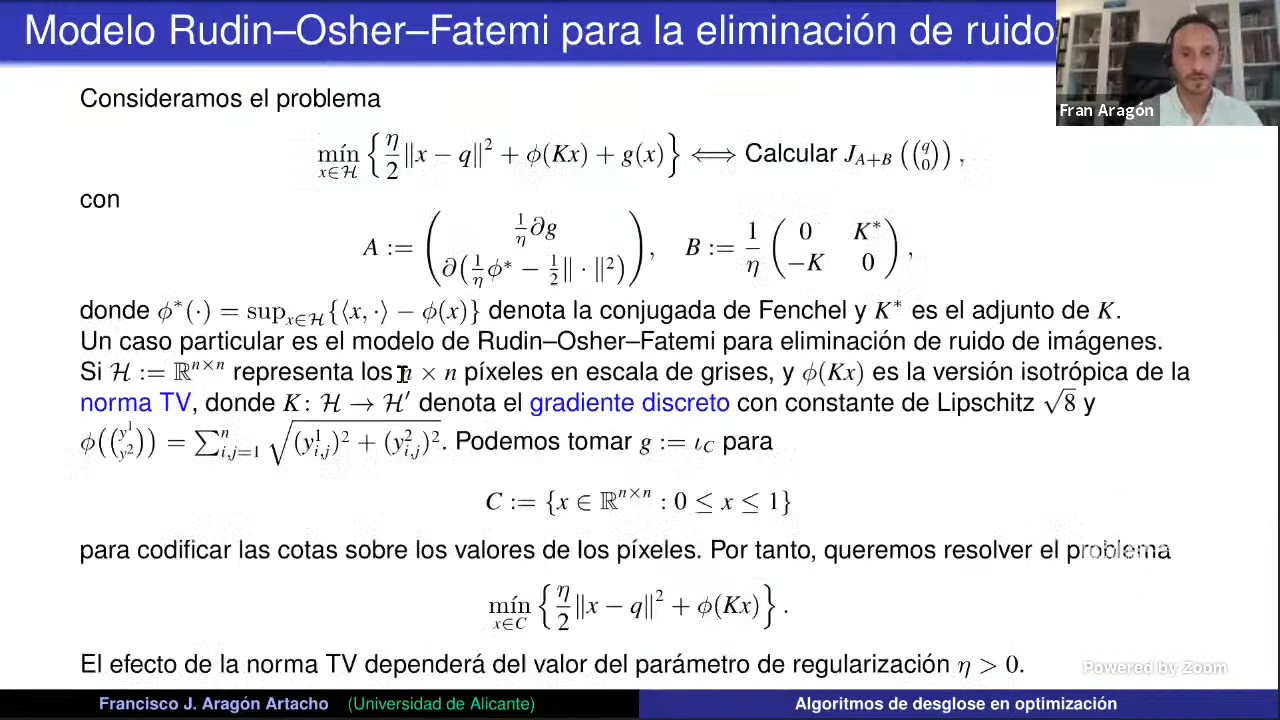 Modelo Rudin–Osher–Fatemi para la eliminación de ruido
Fran Aragón
Consideramos el problema
mín_{x∈ℋ} { η/2 ‖x − q‖² + ϕ(Kx) + g(x) } ⟺ Calcular J_{A+B} ((q 0)) ,
con
A := ( 1/η ∂g ; ∂(1/η ϕ* − 1/2 ‖ · ‖²) ), B := 1/η ( 0 K* ; −K 0 ) ,
donde ϕ*(·) = sup_{x∈ℋ}{⟨x, ·⟩ − ϕ(x)} denota la conjugada de Fenchel y K* es el adjunto de K.
Un caso particular es el modelo de Rudin–Osher–Fatemi para eliminación de ruido de imágenes.
Si ℋ := ℝ^{n×n} representa los n × n píxeles en escala de grises, y ϕ(Kx) es la versión isotrópica de la
norma TV, donde K: ℋ → ℋ′ denota el gradiente discreto con constante de Lipschitz √8 y
ϕ((y¹ y²)) = ∑_{i,j=1}^{n} √((y¹_{i,j})² + (y²_{i,j})²). Podemos tomar g := ι_C para
C := {x ∈ ℝ^{n×n} : 0 ≤ x ≤ 1}
para codificar las cotas sobre los valores de los píxeles. Por tanto, queremos resolver el problema
mín_{x∈C} { η/2 ‖x − q‖² + ϕ(Kx) } .
El efecto de la norma TV dependerá del valor del parámetro de regularización η > 0.
Powered by Zoom
Francisco J. Aragón Artacho (Universidad de Alicante) Algoritmos de desglose en optimización